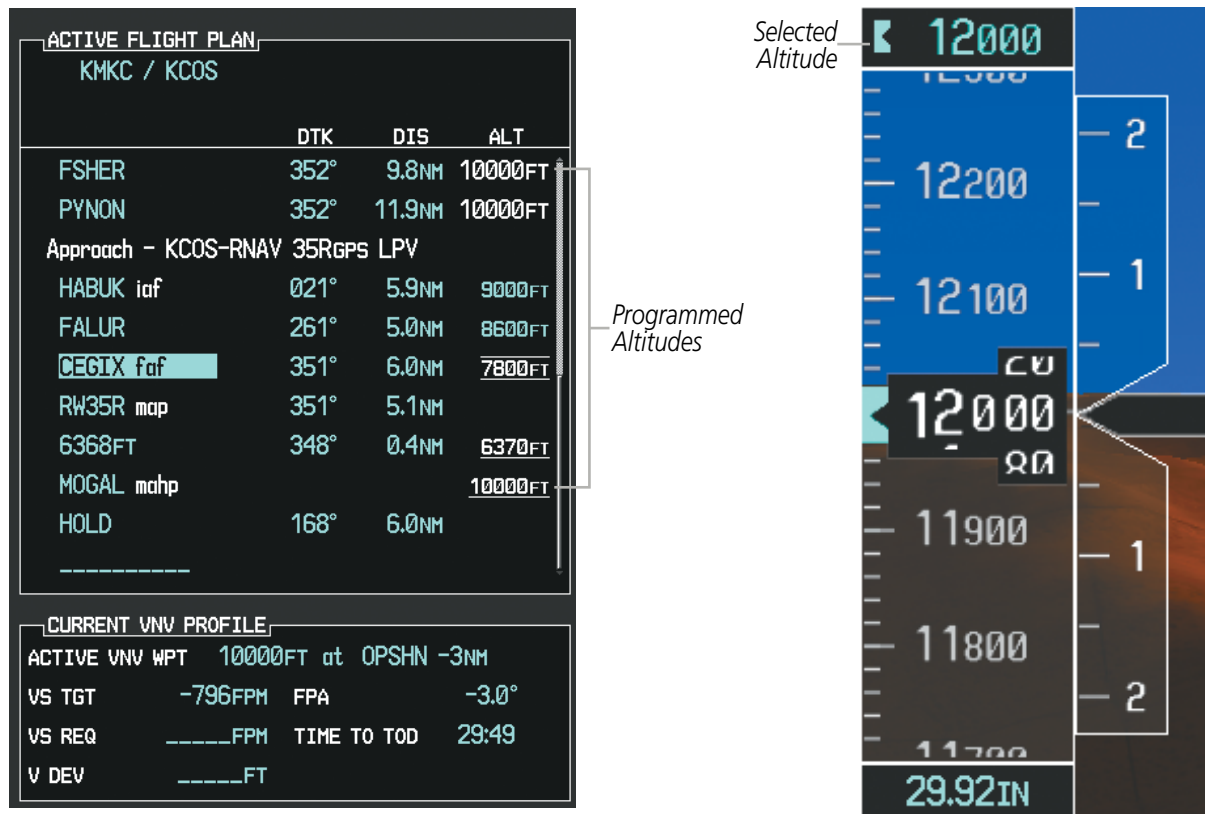 ACTIVE FLIGHT PLAN
KMKC / KCOS
DTK DIS ALT
FSHER 352° 9.8NM 10000FT
PYNON 352° 11.9NM 10000FT
Approach - KCOS-RNAV 35RGPS LPV
HABUK iaf 021° 5.9NM 9000FT
FALUR 261° 5.0NM 8600FT
CEGIX faf 351° 6.0NM 7800FT
RW35R map 351° 5.1NM
6368FT 348° 0.4NM 6370FT
MOGAL mahp 10000FT
HOLD 168° 6.0NM
__________
CURRENT VNV PROFILE
ACTIVE VNV WPT 10000FT at OPSHN -3NM
VS TGT -796FPM FPA -3.0°
VS REQ _____FPM TIME TO TOD 29:49
V DEV _____FT
Programmed
Altitudes
Selected
Altitude
12000
2
12200
1
12100
20
12000
80
11900
1
11800
2
29.92IN